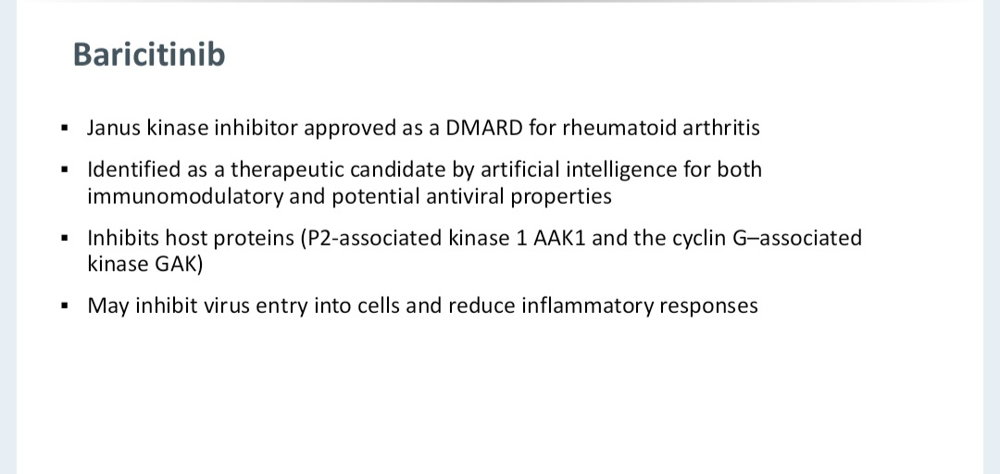 Baricitinib
▪ Janus kinase inhibitor approved as a DMARD for rheumatoid arthritis
▪ Identified as a therapeutic candidate by artificial intelligence for both
immunomodulatory and potential antiviral properties
▪ Inhibits host proteins (P2-associated kinase 1 AAK1 and the cyclin G–associated
kinase GAK)
▪ May inhibit virus entry into cells and reduce inflammatory responses